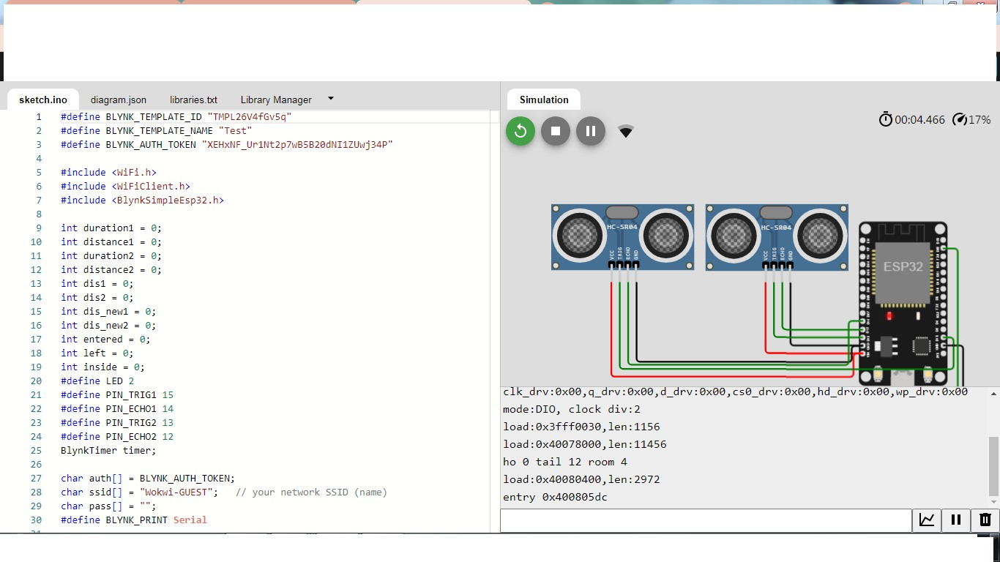 sketch.ino diagram.json libraries.txt Library Manager
1 #define BLYNK_TEMPLATE_ID "TMPL26V4fGv5q"
2 #define BLYNK_TEMPLATE_NAME "Test"
3 #define BLYNK_AUTH_TOKEN "XEHxNF_Ur1Nt2p7wB5B20dNI1ZUwj34P"
4
5 #include <WiFi.h>
6 #include <WiFiClient.h>
7 #include <BlynkSimpleEsp32.h>
8
9 int duration1 = 0;
10 int distance1 = 0;
11 int duration2 = 0;
12 int distance2 = 0;
13 int dis1 = 0;
14 int dis2 = 0;
15 int dis_new1 = 0;
16 int dis_new2 = 0;
17 int entered = 0;
18 int left = 0;
19 int inside = 0;
20 #define LED 2
21 #define PIN_TRIG1 15
22 #define PIN_ECHO1 14
23 #define PIN_TRIG2 13
24 #define PIN_ECHO2 12
25 BlynkTimer timer;
26
27 char auth[] = BLYNK_AUTH_TOKEN;
28 char ssid[] = "Wokwi-GUEST";   // your network SSID (name)
29 char pass[] = "";
30 #define BLYNK_PRINT Serial
Simulation
00:04.466 17%
HC-SR04
VCC TRIG ECHO GND
HC-SR04
VCC TRIG ECHO GND
ESP32
clk_drv:0x00,q_drv:0x00,d_drv:0x00,cs0_drv:0x00,hd_drv:0x00,wp_drv:0x00
mode:DIO, clock div:2
load:0x3fff0030,len:1156
load:0x40078000,len:11456
ho 0 tail 12 room 4
load:0x40080400,len:2972
entry 0x400805dc